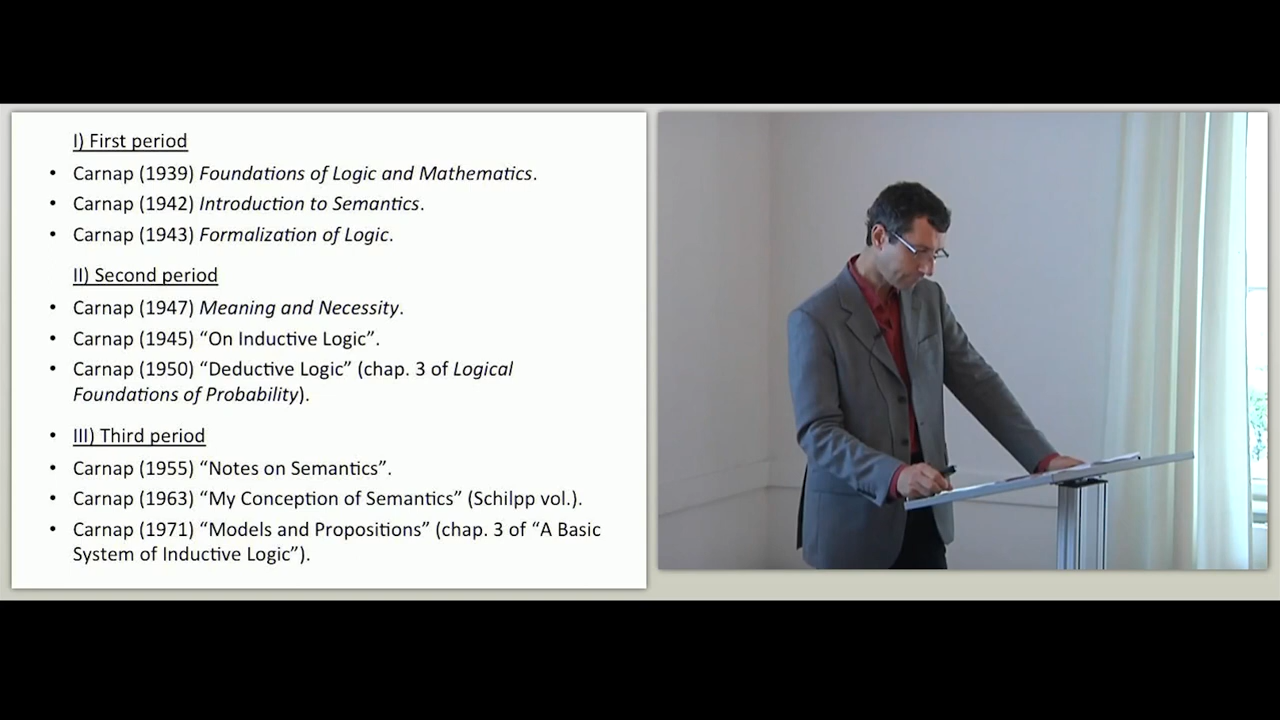 I) First period
• Carnap (1939) Foundations of Logic and Mathematics.
• Carnap (1942) Introduction to Semantics.
• Carnap (1943) Formalization of Logic.
II) Second period
• Carnap (1947) Meaning and Necessity.
• Carnap (1945) “On Inductive Logic”.
• Carnap (1950) “Deductive Logic” (chap. 3 of Logical
Foundations of Probability).
• III) Third period
• Carnap (1955) “Notes on Semantics”.
• Carnap (1963) “My Conception of Semantics” (Schilpp vol.).
• Carnap (1971) “Models and Propositions” (chap. 3 of “A Basic
System of Inductive Logic”).